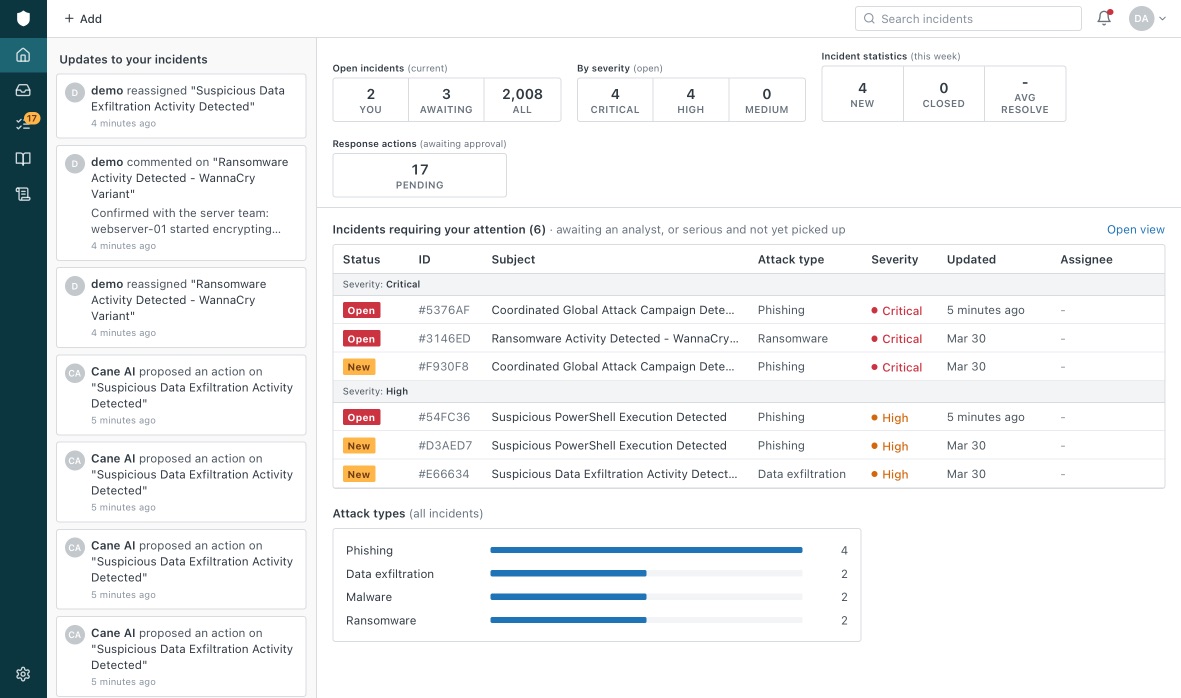 + Add
Search incidents
DA
17
Updates to your incidents
D
demo reassigned "Suspicious Data
Exfiltration Activity Detected"
4 minutes ago
D
demo commented on "Ransomware
Activity Detected - WannaCry
Variant"
Confirmed with the server team:
webserver-01 started encrypting...
4 minutes ago
D
demo reassigned "Ransomware
Activity Detected - WannaCry
Variant"
4 minutes ago
CA
Cane AI proposed an action on
"Suspicious Data Exfiltration Activity
Detected"
5 minutes ago
CA
Cane AI proposed an action on
"Suspicious Data Exfiltration Activity
Detected"
5 minutes ago
CA
Cane AI proposed an action on
"Suspicious Data Exfiltration Activity
Detected"
5 minutes ago
CA
Cane AI proposed an action on
"Suspicious Data Exfiltration Activity
Detected"
5 minutes ago
Open incidents (current)
2 3 2,008
YOU AWAITING ALL
By severity (open)
4 4 0
CRITICAL HIGH MEDIUM
Incident statistics (this week)
4 0 -
NEW CLOSED AVG RESOLVE
Response actions (awaiting approval)
17
PENDING
Incidents requiring your attention (6) · awaiting an analyst, or serious and not yet picked up Open view
Status ID Subject Attack type Severity Updated Assignee
Severity: Critical
Open #5376AF Coordinated Global Attack Campaign Dete... Phishing Critical 5 minutes ago -
Open #3146ED Ransomware Activity Detected - WannaCry... Ransomware Critical Mar 30 -
New #F930F8 Coordinated Global Attack Campaign Dete... Phishing Critical Mar 30 -
Severity: High
Open #54FC36 Suspicious PowerShell Execution Detected Phishing High 5 minutes ago -
New #D3AED7 Suspicious PowerShell Execution Detected Phishing High Mar 30 -
New #E66634 Suspicious Data Exfiltration Activity Detect... Data exfiltration High Mar 30 -
Attack types (all incidents)
Phishing 4
Data exfiltration 2
Malware 2
Ransomware 2